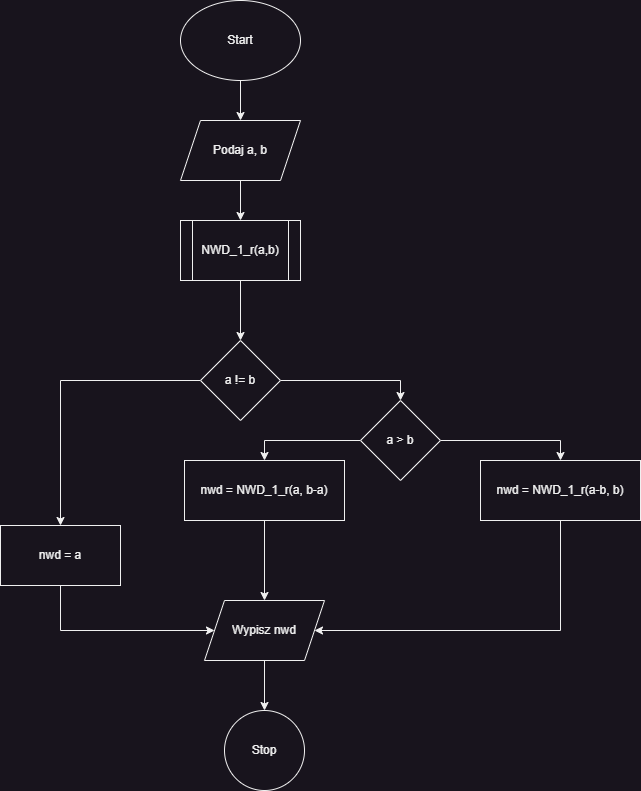 Start
Podaj a, b
NWD_1_r(a,b)
a != b
a > b
nwd = NWD_1_r(a, b-a)
nwd = NWD_1_r(a-b, b)
nwd = a
Wypisz nwd
Stop